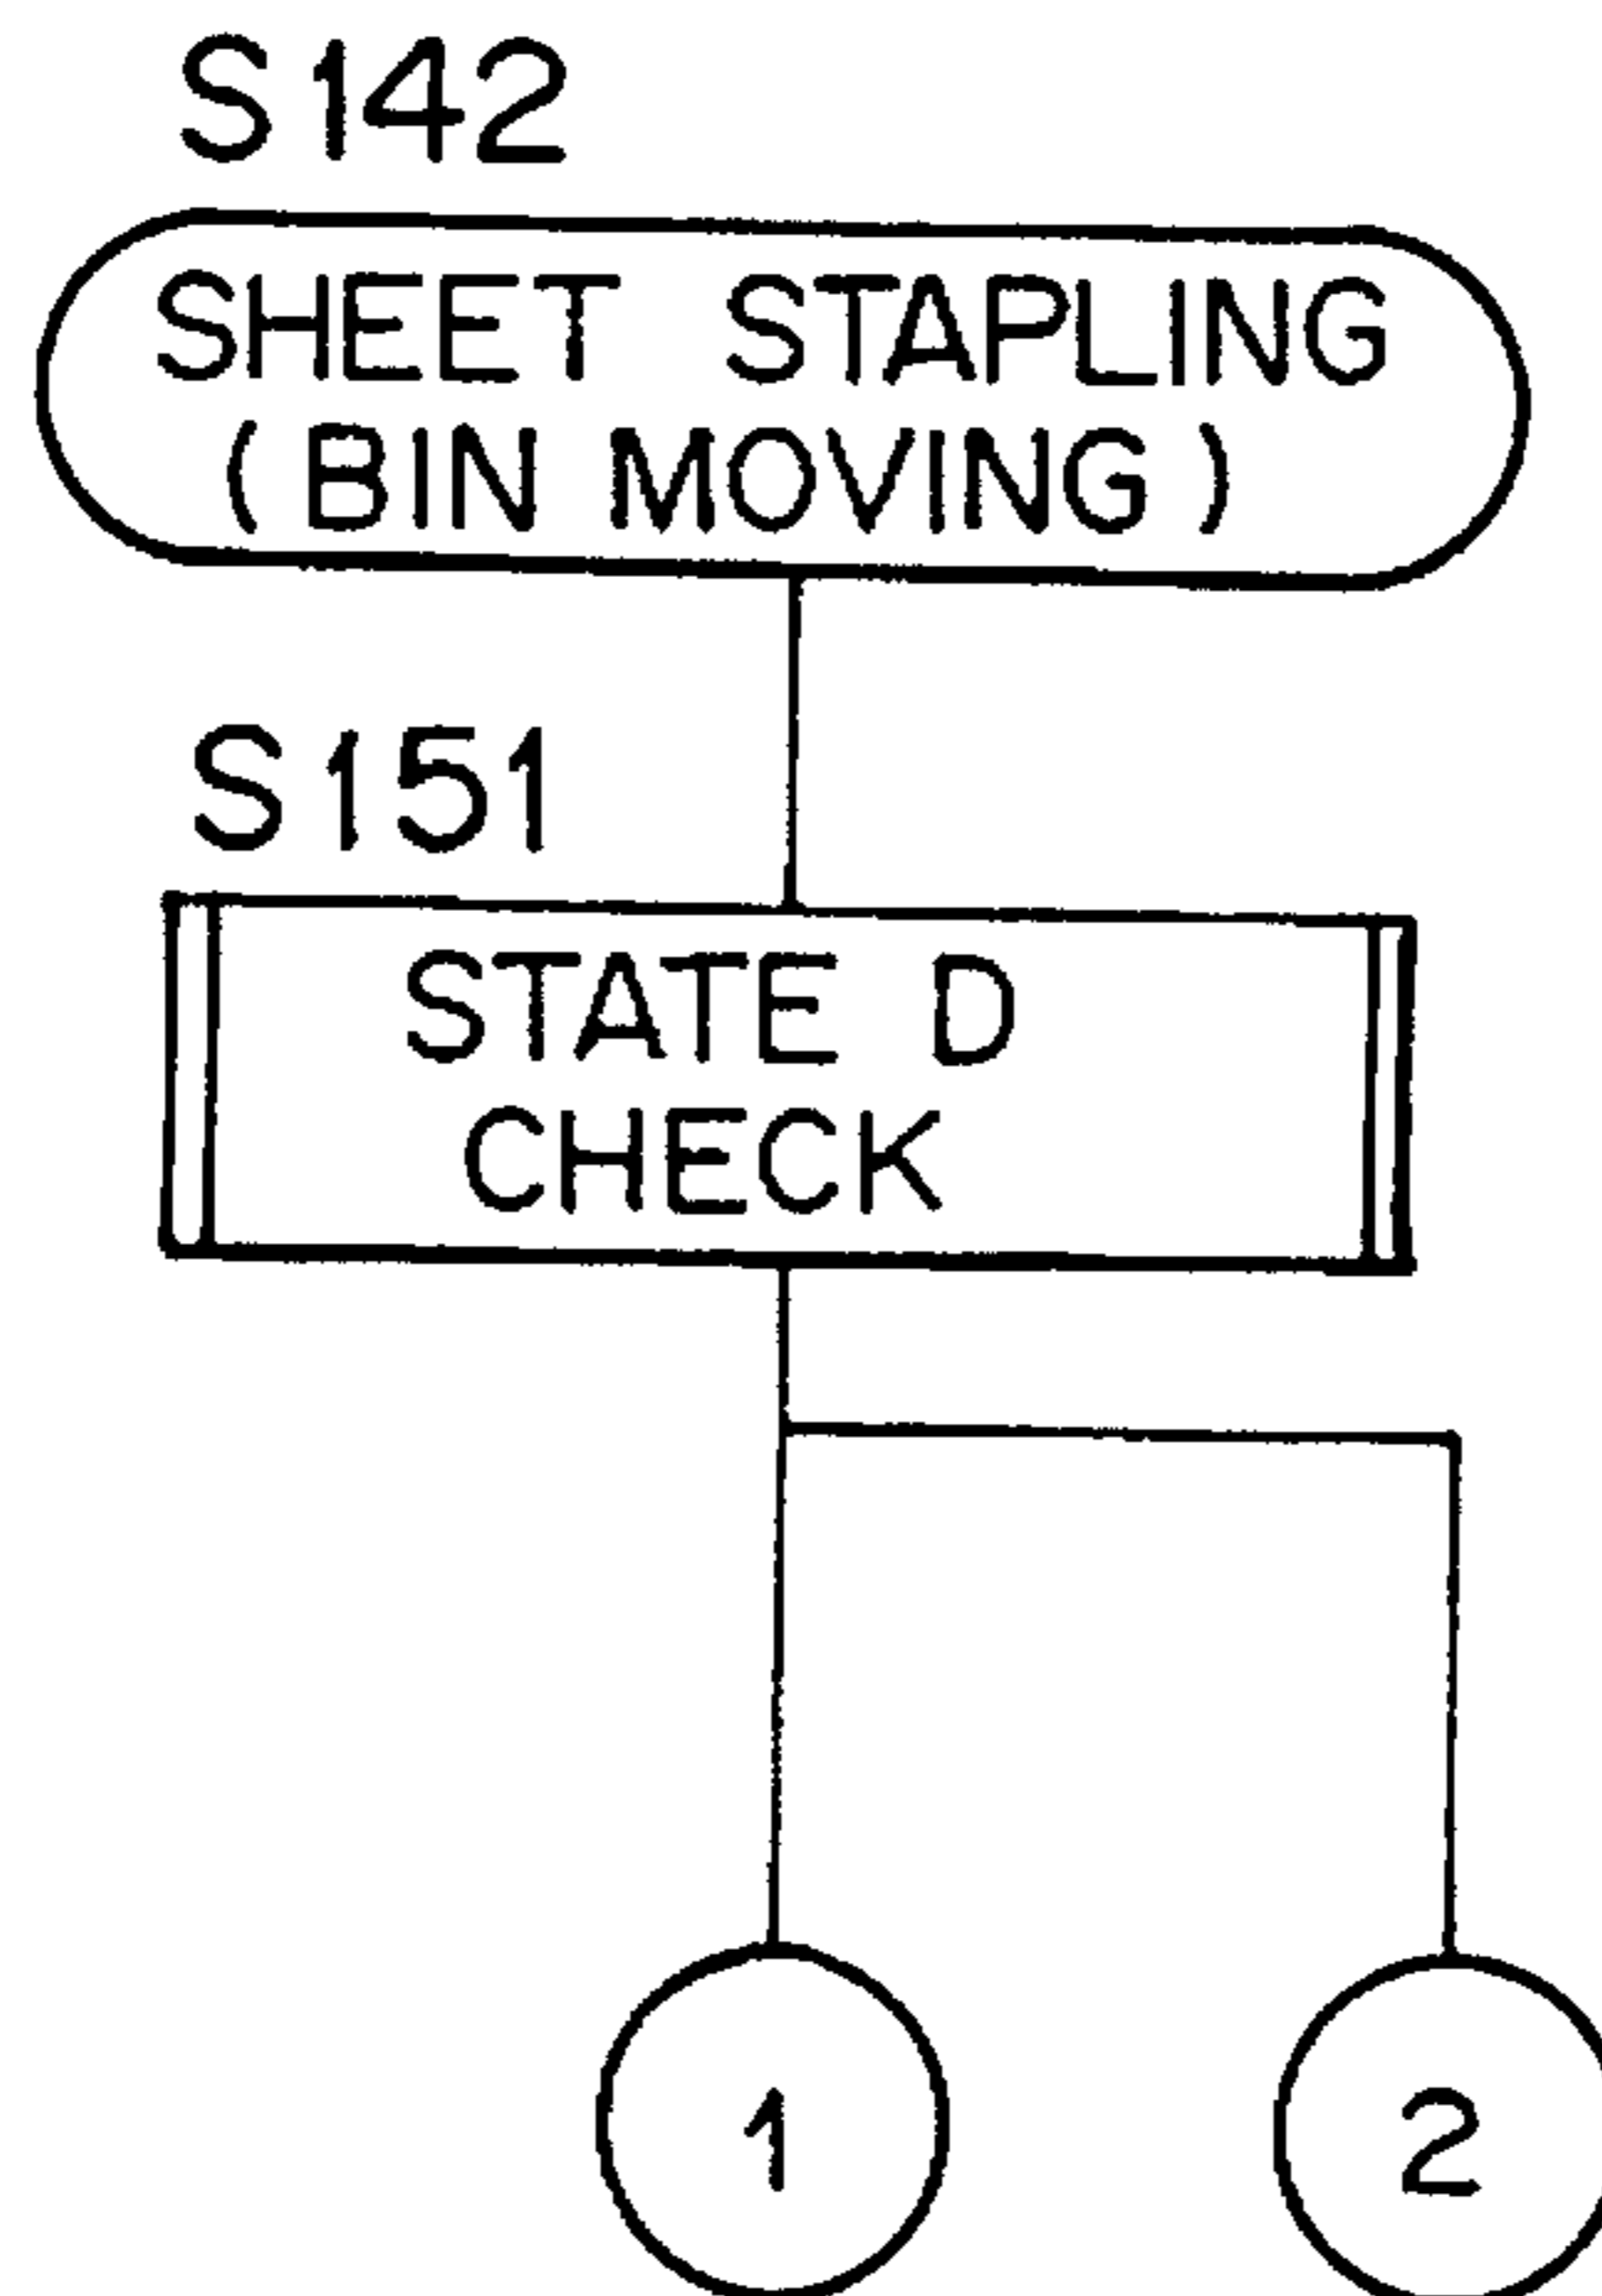 S142
SHEET STAPLING
(BIN MOVING)
S151
STATE D
CHECK
1
2